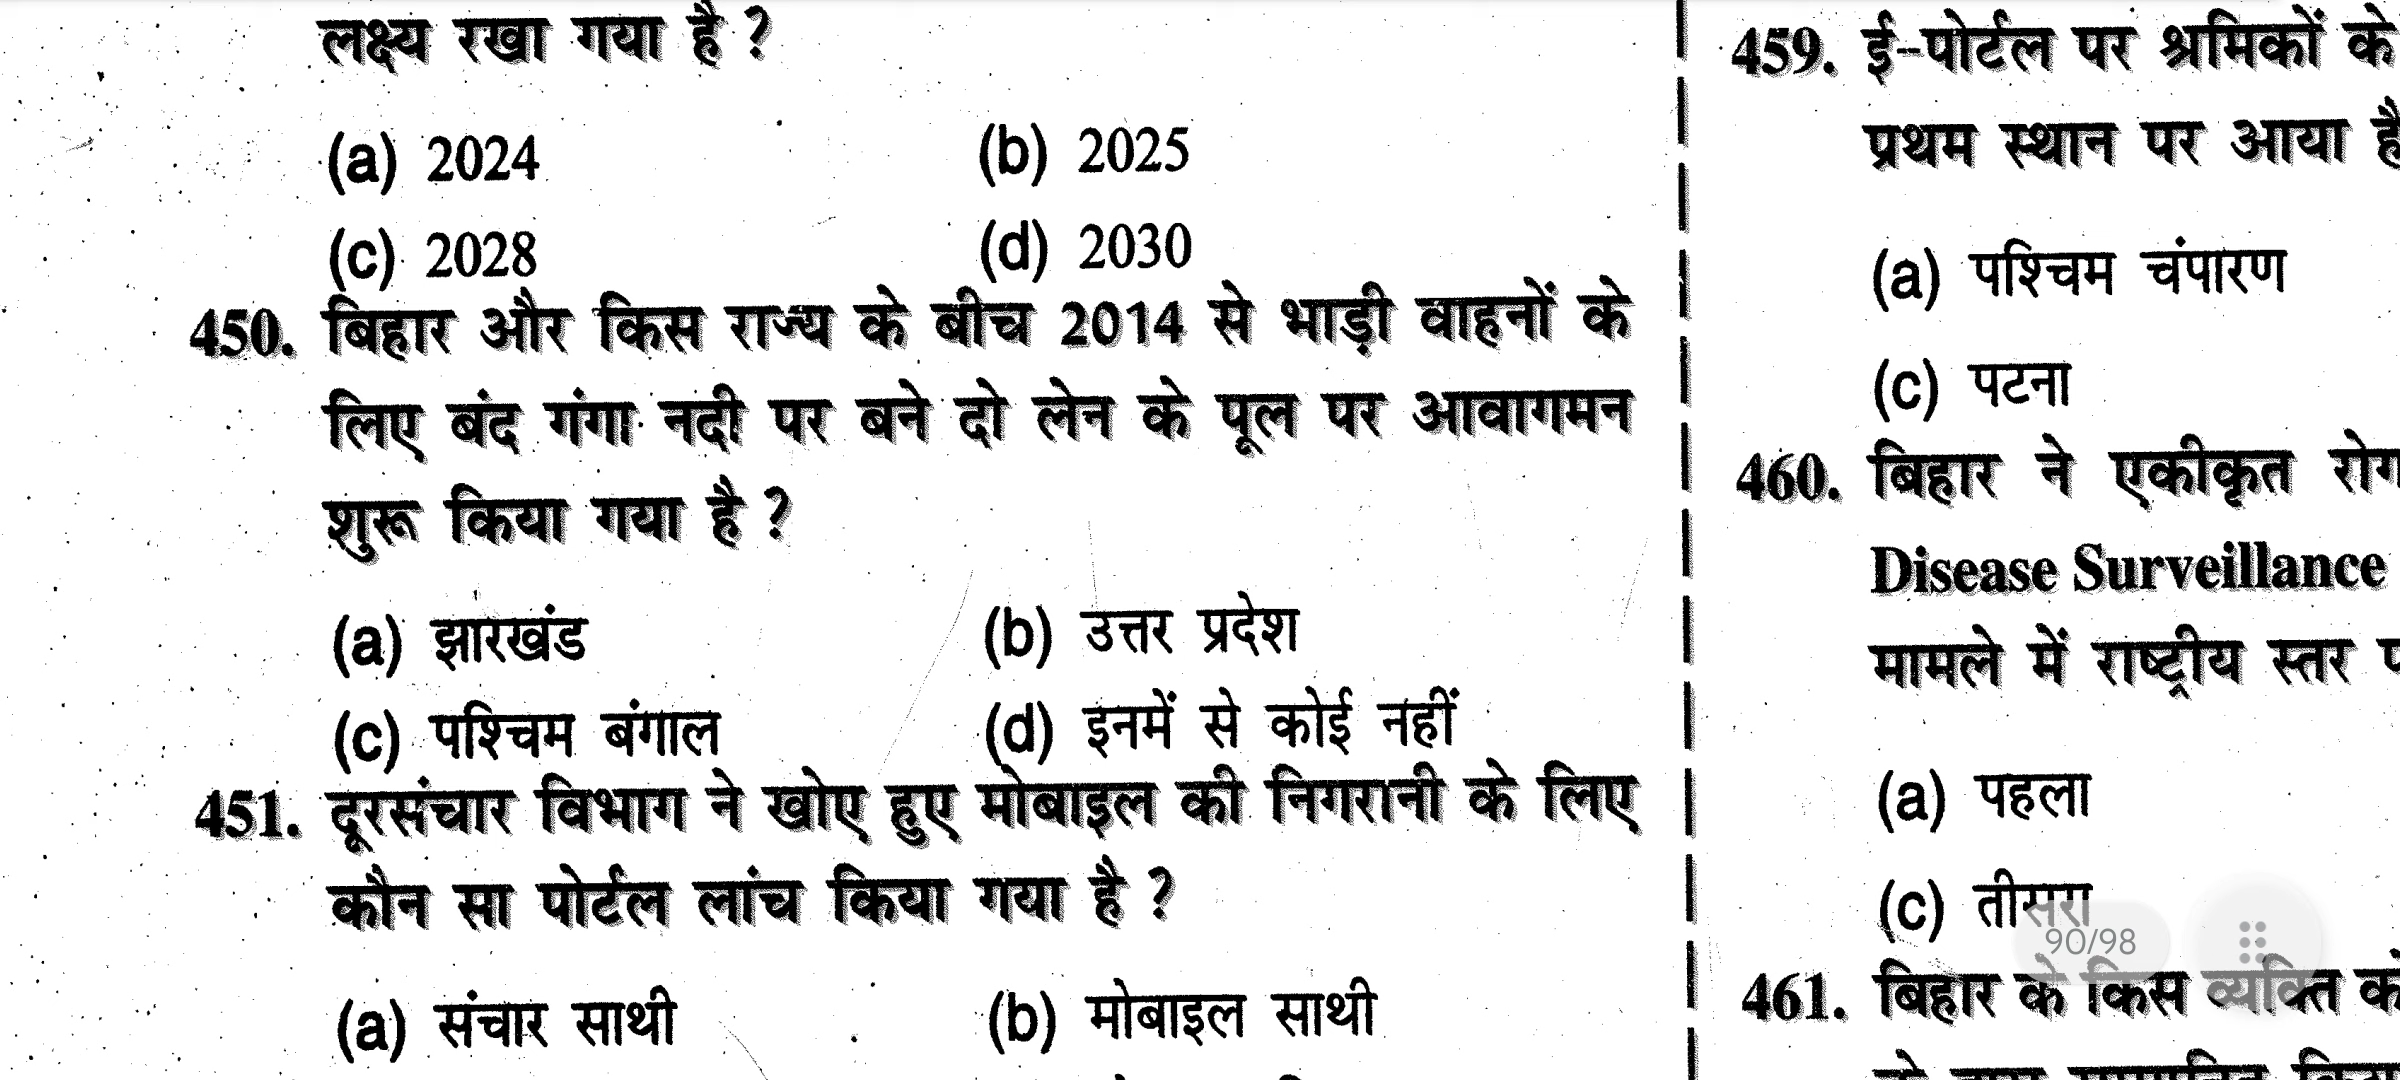 लक्ष्य रखा गया है ?
(a) 2024 (b) 2025
(c) 2028 (d) 2030
450. बिहार और किस राज्य के बीच 2014 से भाड़ी वाहनों के
लिए बंद गंगा नदी पर बने दो लेन के पूल पर आवागमन
शुरू किया गया है ?
(a) झारखंड (b) उत्तर प्रदेश
(c) पश्चिम बंगाल (d) इनमें से कोई नहीं
451. दूरसंचार विभाग ने खोए हुए मोबाइल की निगरानी के लिए
कौन सा पोर्टल लांच किया गया है ?
(a) संचार साथी (b) मोबाइल साथी
459. ई-पोर्टल पर श्रमिकों के
प्रथम स्थान पर आया है
(a) पश्चिम चंपारण
(c) पटना
460. बिहार ने एकीकृत रोग
Disease Surveillance
मामले में राष्ट्रीय स्तर
(a) पहला
(c) तीसरा
90/98
461. बिहार के किस व्यक्ति को